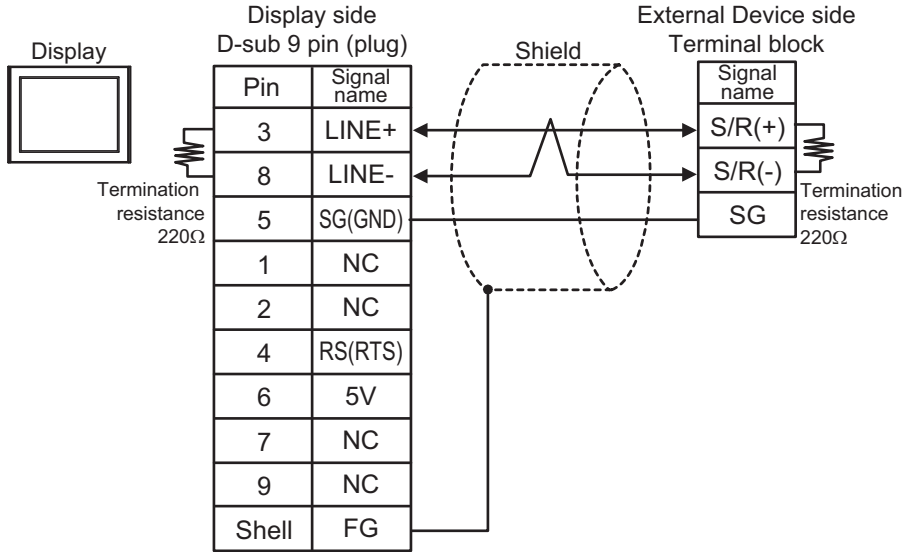 Display
Display side
D-sub 9 pin (plug)
Pin
Signal
name
3
LINE+
8
LINE-
5
SG(GND)
1
NC
2
NC
4
RS(RTS)
6
5V
7
NC
9
NC
Shell
FG
Termination
resistance
220Ω
Shield
External Device side
Terminal block
Signal
name
S/R(+)
S/R(-)
SG
Termination
resistance
220Ω